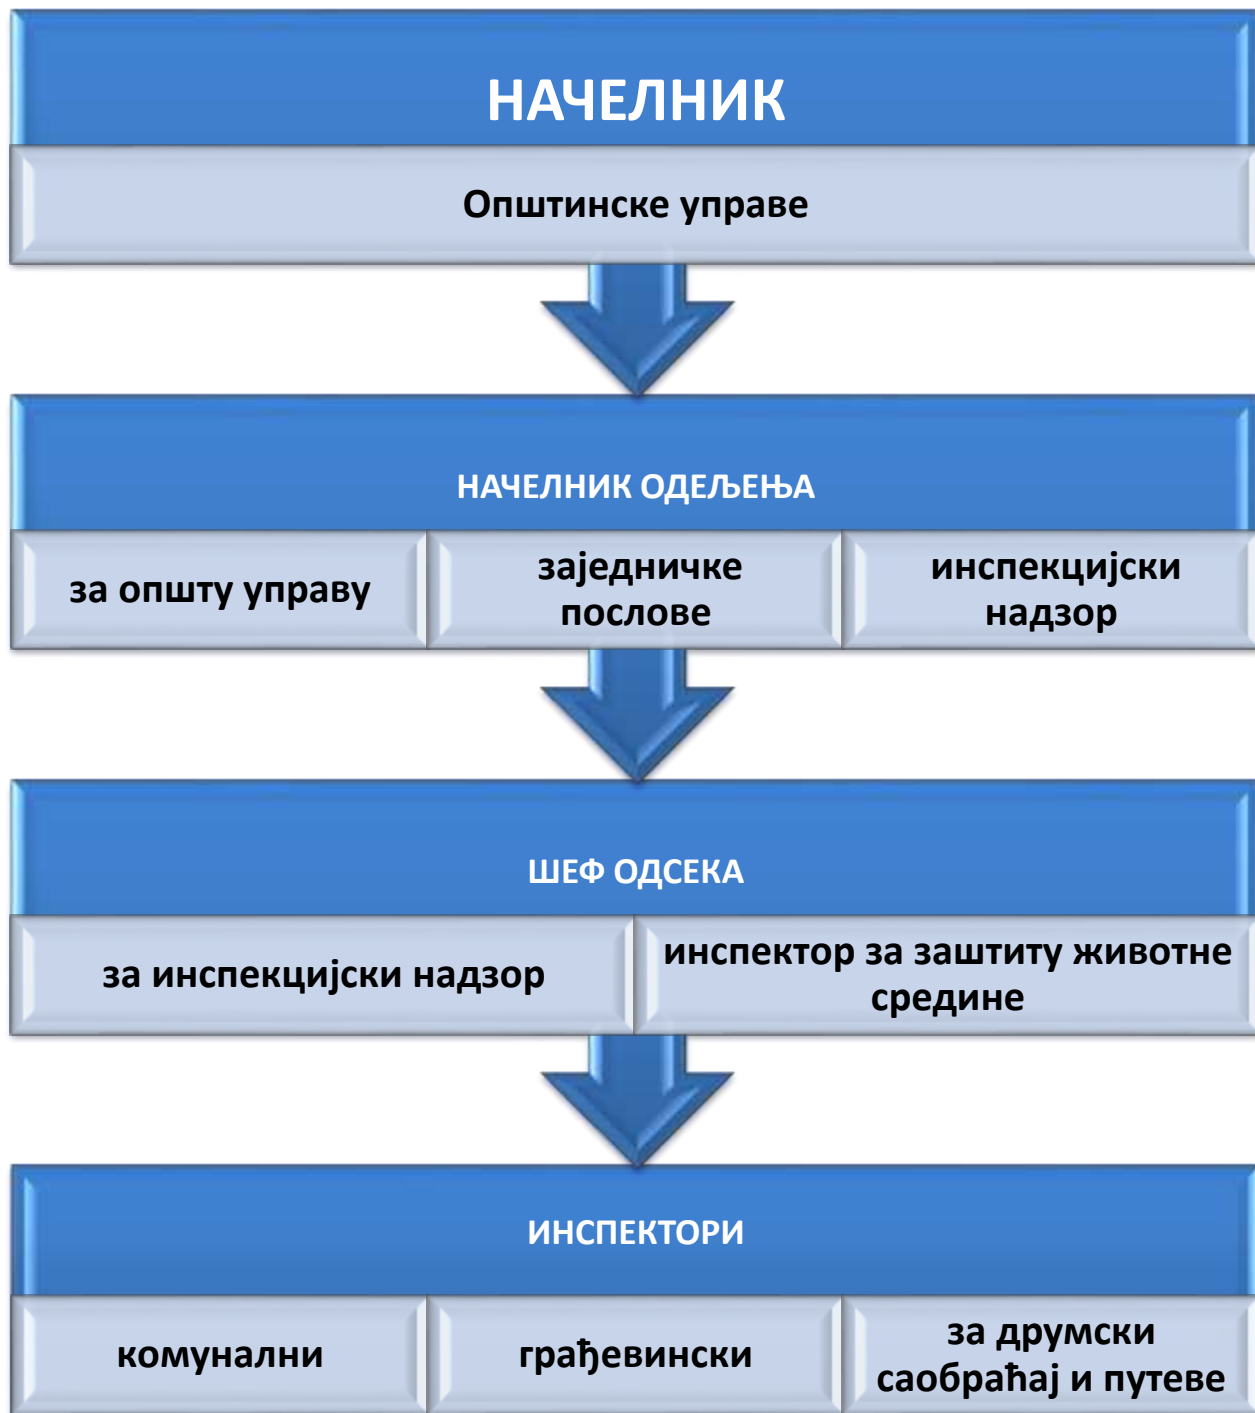 НАЧЕЛНИК
Општинске управе
НАЧЕЛНИК ОДЕЉЕЊА
за општу управу
заједничке
послове
инспекцијски
надзор
ШЕФ ОДСЕКА
за инспекцијски надзор
инспектор за заштиту животне
средине
ИНСПЕКТОРИ
комунални
грађевински
за друмски
саобраћај и путеве